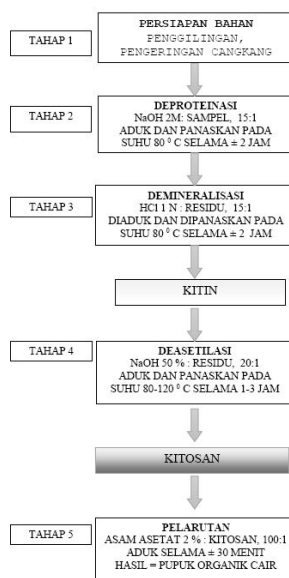 TAHAP 1
PERSIAPAN BAHAN
PENGGILINGAN,
PENGERINGAN CANGKANG
TAHAP 2
DEPROTEINASI
NaOH 2M: SAMPEL, 15:1
ADUK DAN PANASKAN PADA
SUHU 80 ⁰ C SELAMA ± 2 JAM
TAHAP 3
DEMINERALISASI
HCl 1 N : RESIDU, 15:1
DIADUK DAN DIPANASKAN PADA
SUHU 80 ⁰ C SELAMA ± 2 JAM
KITIN
TAHAP 4
DEASETILASI
NaOH 50 % : RESIDU, 20:1
ADUK DAN PANASKAN PADA
SUHU 80-120 ⁰ C SELAMA 1-3 JAM
KITOSAN
TAHAP 5
PELARUTAN
ASAM ASETAT 2 % : KITOSAN, 100:1
ADUK SELAMA ± 30 MENIT
HASIL = PUPUK ORGANIK CAIR